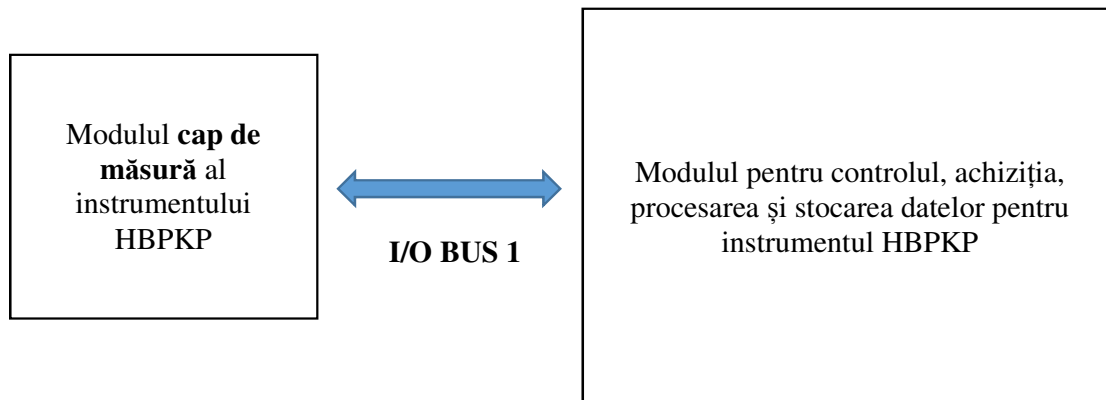 Modulul cap de
măsură al
instrumentului
HBPKP
I/O BUS 1
Modulul pentru controlul, achiziția,
procesarea și stocarea datelor pentru
instrumentul HBPKP